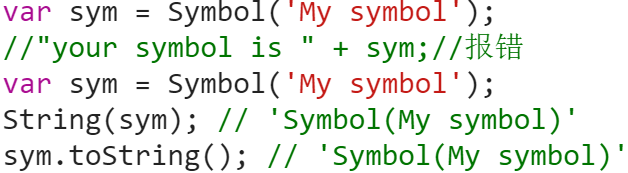 var sym = Symbol('My symbol');
//"your symbol is " + sym;//报错
var sym = Symbol('My symbol');
String(sym); // 'Symbol(My symbol)'
sym.toString(); // 'Symbol(My symbol)'